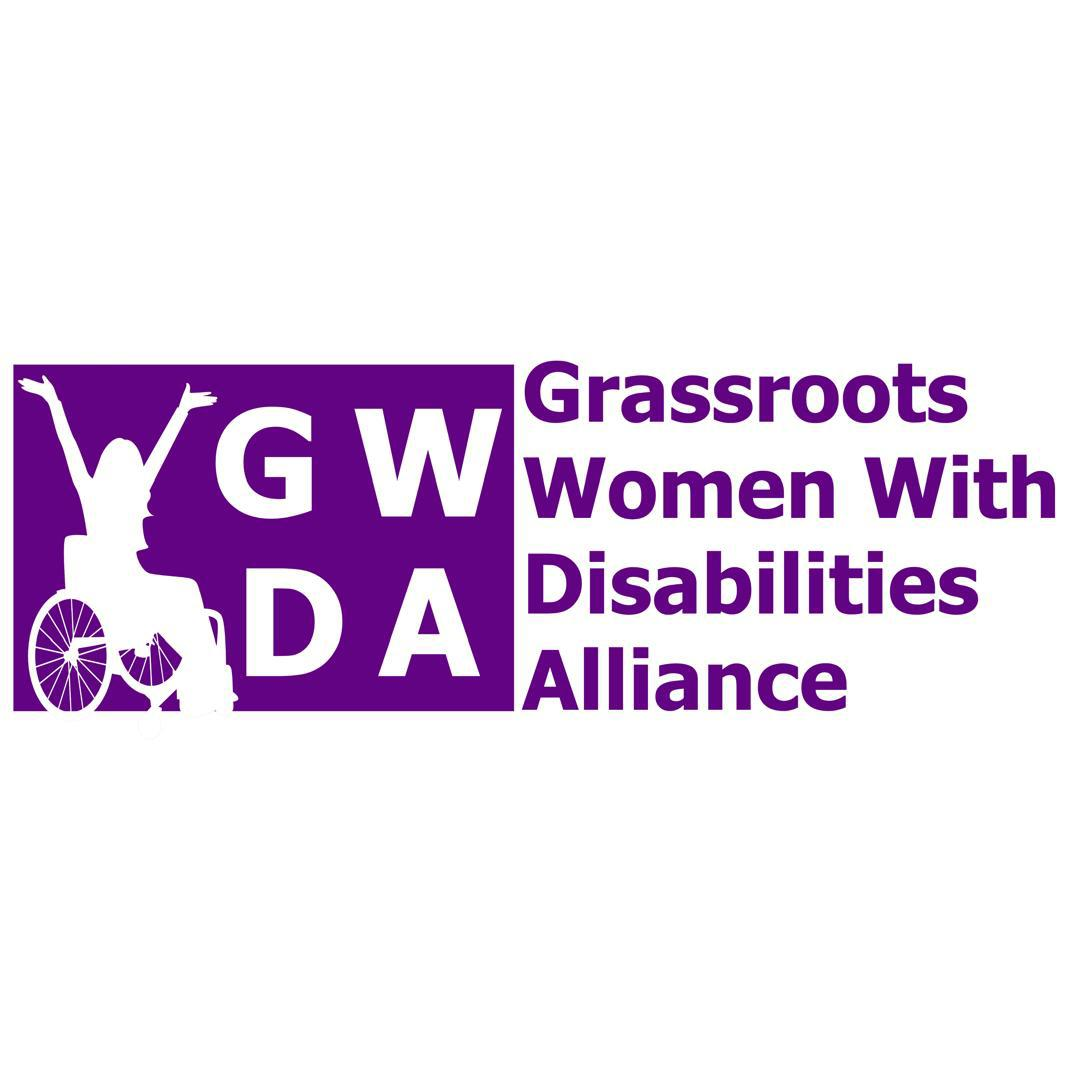 G W
D A
Grassroots
Women With
Disabilities
Alliance